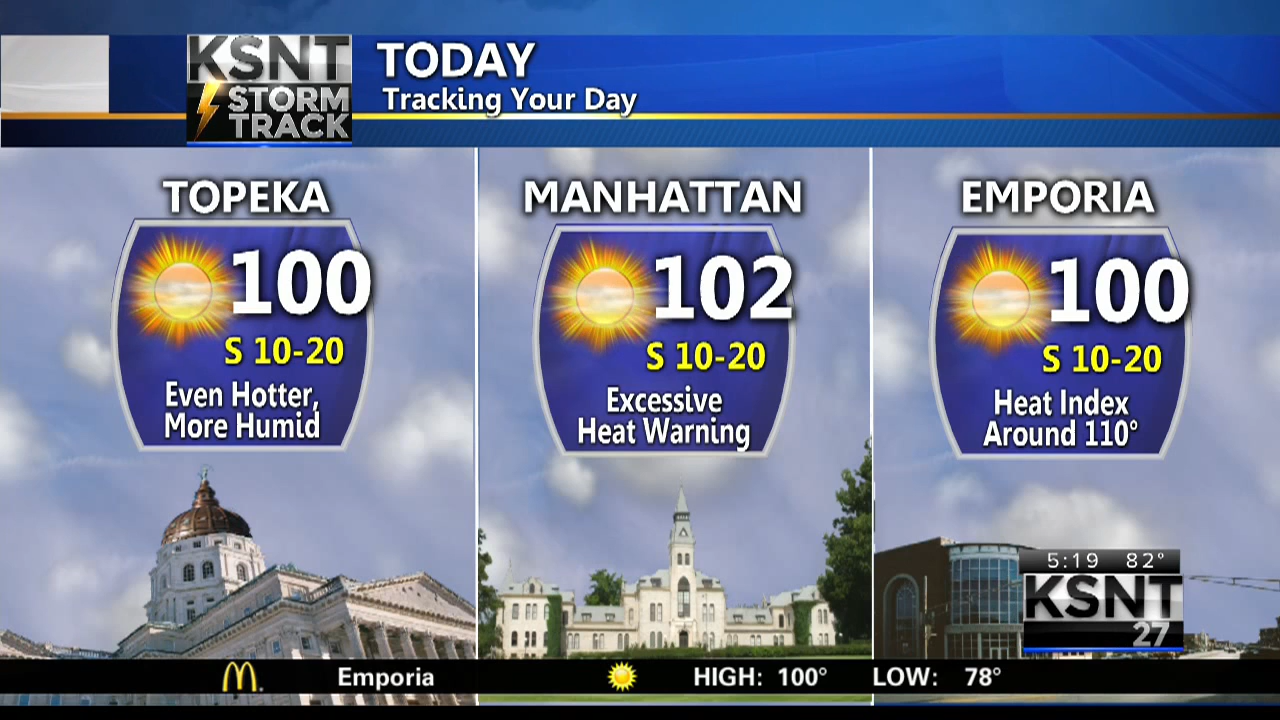 KSNT
STORM
TRACK
TODAY
Tracking Your Day
TOPEKA
100
S 10-20
Even Hotter,
More Humid
MANHATTAN
102
S 10-20
Excessive
Heat Warning
EMPORIA
100
S 10-20
Heat Index
Around 110°
5:19 82°
KSNT
27
Emporia HIGH: 100° LOW: 78°